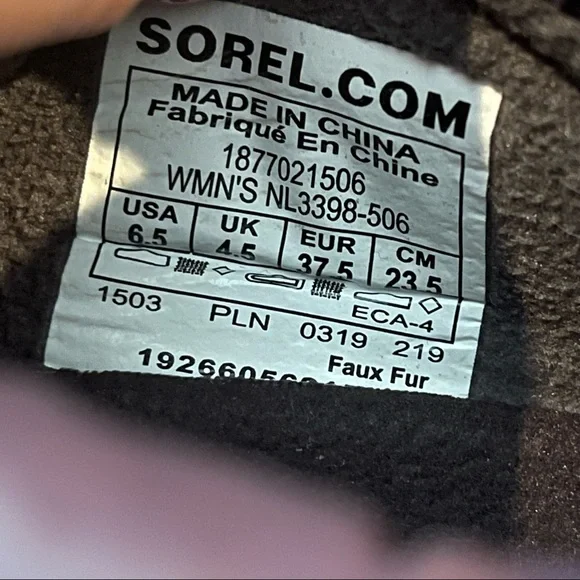 SOREL.COM
MADE IN CHINA
Fabriqué En Chine
1877021506
WMN'S NL3398-506
USA UK EUR CM
6.5 4.5 37.5 23.5
ECA-4
1503 PLN 0319 219
Faux Fur